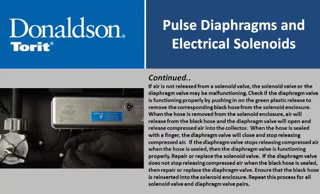 Donaldson®
Torit®
Pulse Diaphragms and
Electrical Solenoids
Continued..
If air is not released from a solenoid valve, the solenoid valve or the
diaphragm valve may be malfunctioning. Check if the diaphragm valve
is functioning properly by pushing in on the green plastic release to
remove the corresponding black hose from the solenoid enclosure.
When the hose is removed from the solenoid enclosure, air will
release from the black hose and the diaphragm valve will open and
release compressed air into the collector. When the hose is sealed
with a finger, the diaphragm valve will close and stop releasing
compressed air. If the diaphragm valve stops releasing compressed air
when the hose is sealed, then the diaphragm valve is functioning
properly. Repair or replace the solenoid valve. If the diaphragm valve
does not stop releasing compressed air when the black hose is sealed,
then repair or replace the diaphragm valve. Ensure that the black hose
is reinserted into the solenoid enclosure. Repeat this process for all
solenoid valve and diaphragm valve pairs.